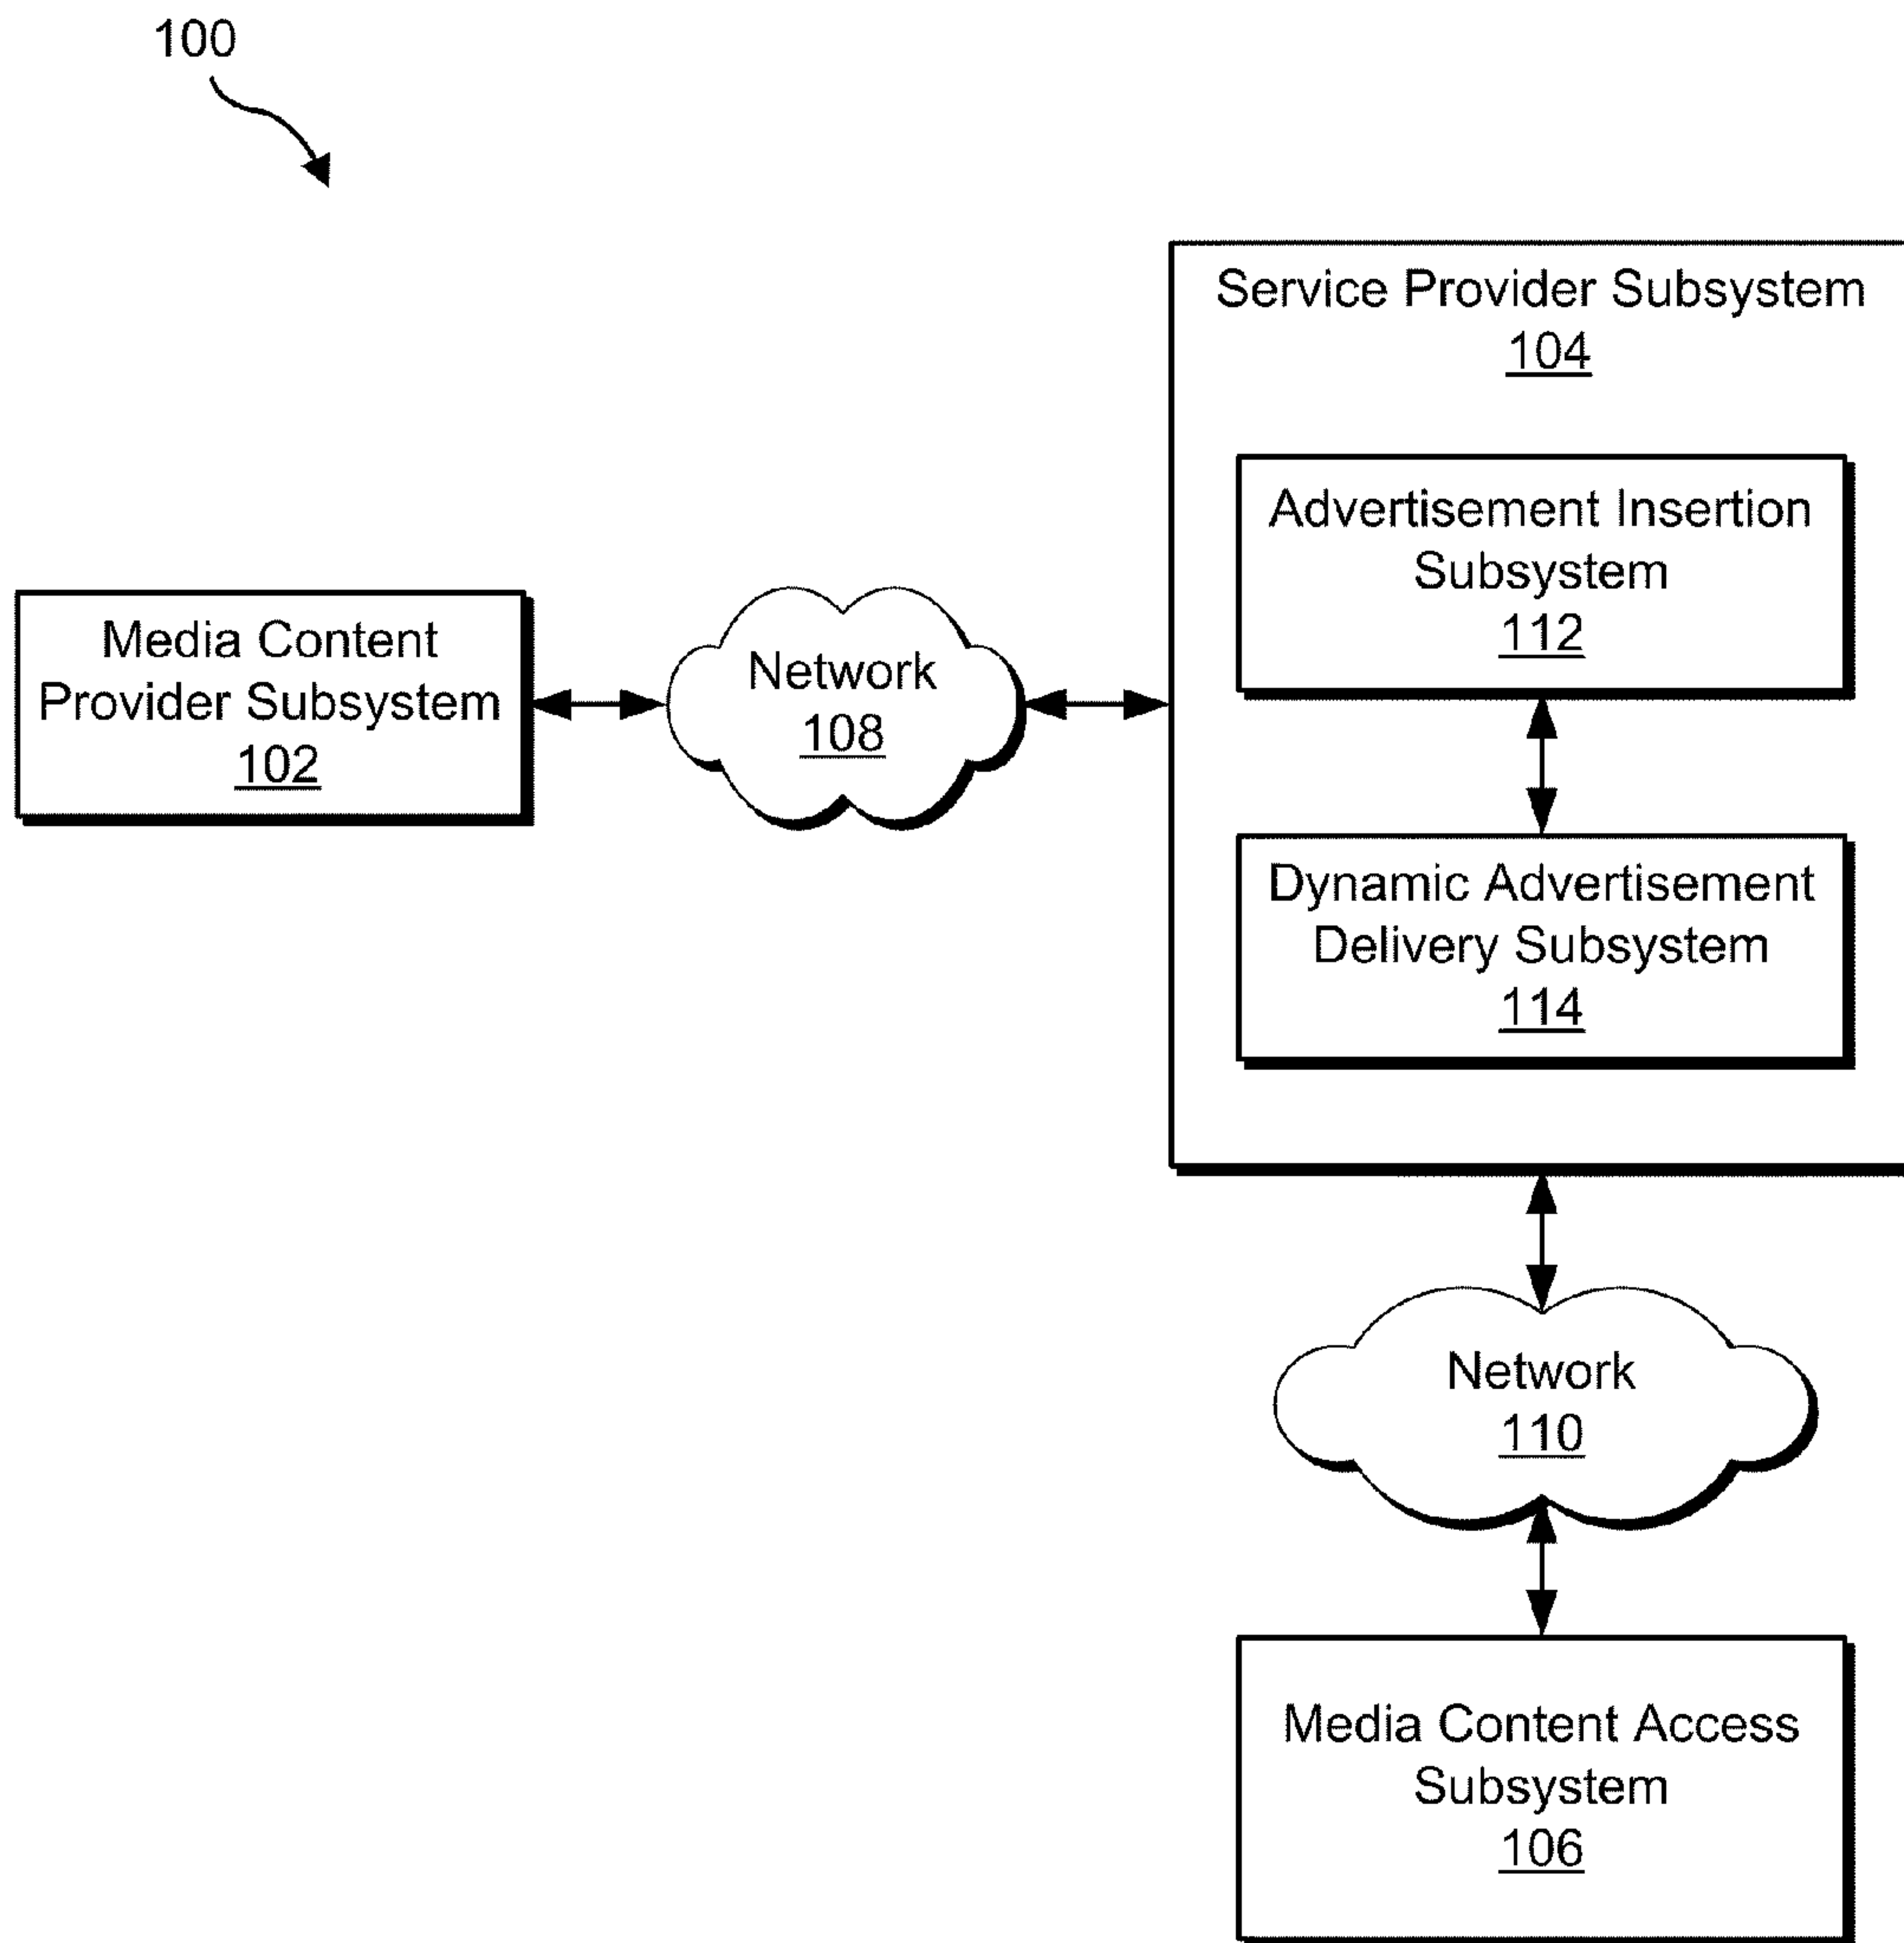 100
Service Provider Subsystem
104
Advertisement Insertion
Subsystem
112
Media Content
Provider Subsystem
102
Network
108
Dynamic Advertisement
Delivery Subsystem
114
Network
110
Media Content Access
Subsystem
106